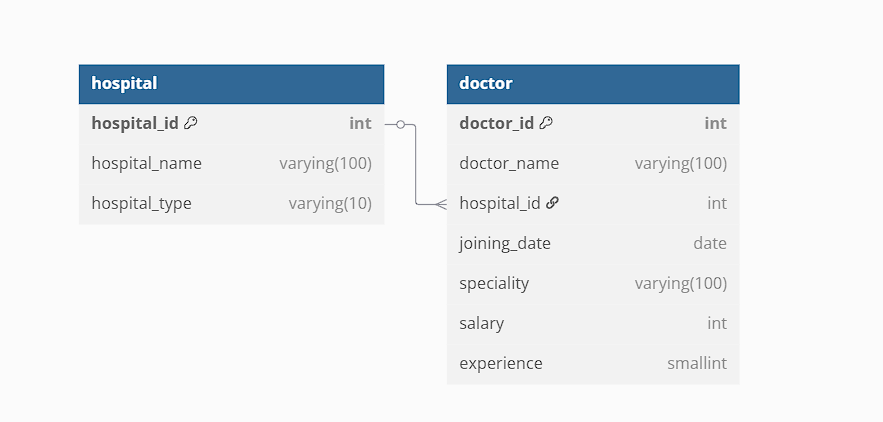 hospital
hospital_id int
hospital_name varying(100)
hospital_type varying(10)
doctor
doctor_id int
doctor_name varying(100)
hospital_id int
joining_date date
speciality varying(100)
salary int
experience smallint